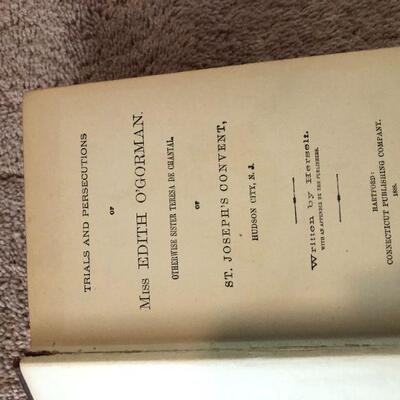 TRIALS AND PERSECUTIONS
OF
MISS EDITH O'GORMAN.
OTHERWISE SISTER TERESA DE CHANTAL
OF
ST. JOSEPH'S CONVENT,
HUDSON CITY, N. J.
Written by Herself.
WITH AN APPENDIX BY THE PUBLISHERS.
HARTFORD:
CONNECTICUT PUBLISHING COMPANY.
1885.